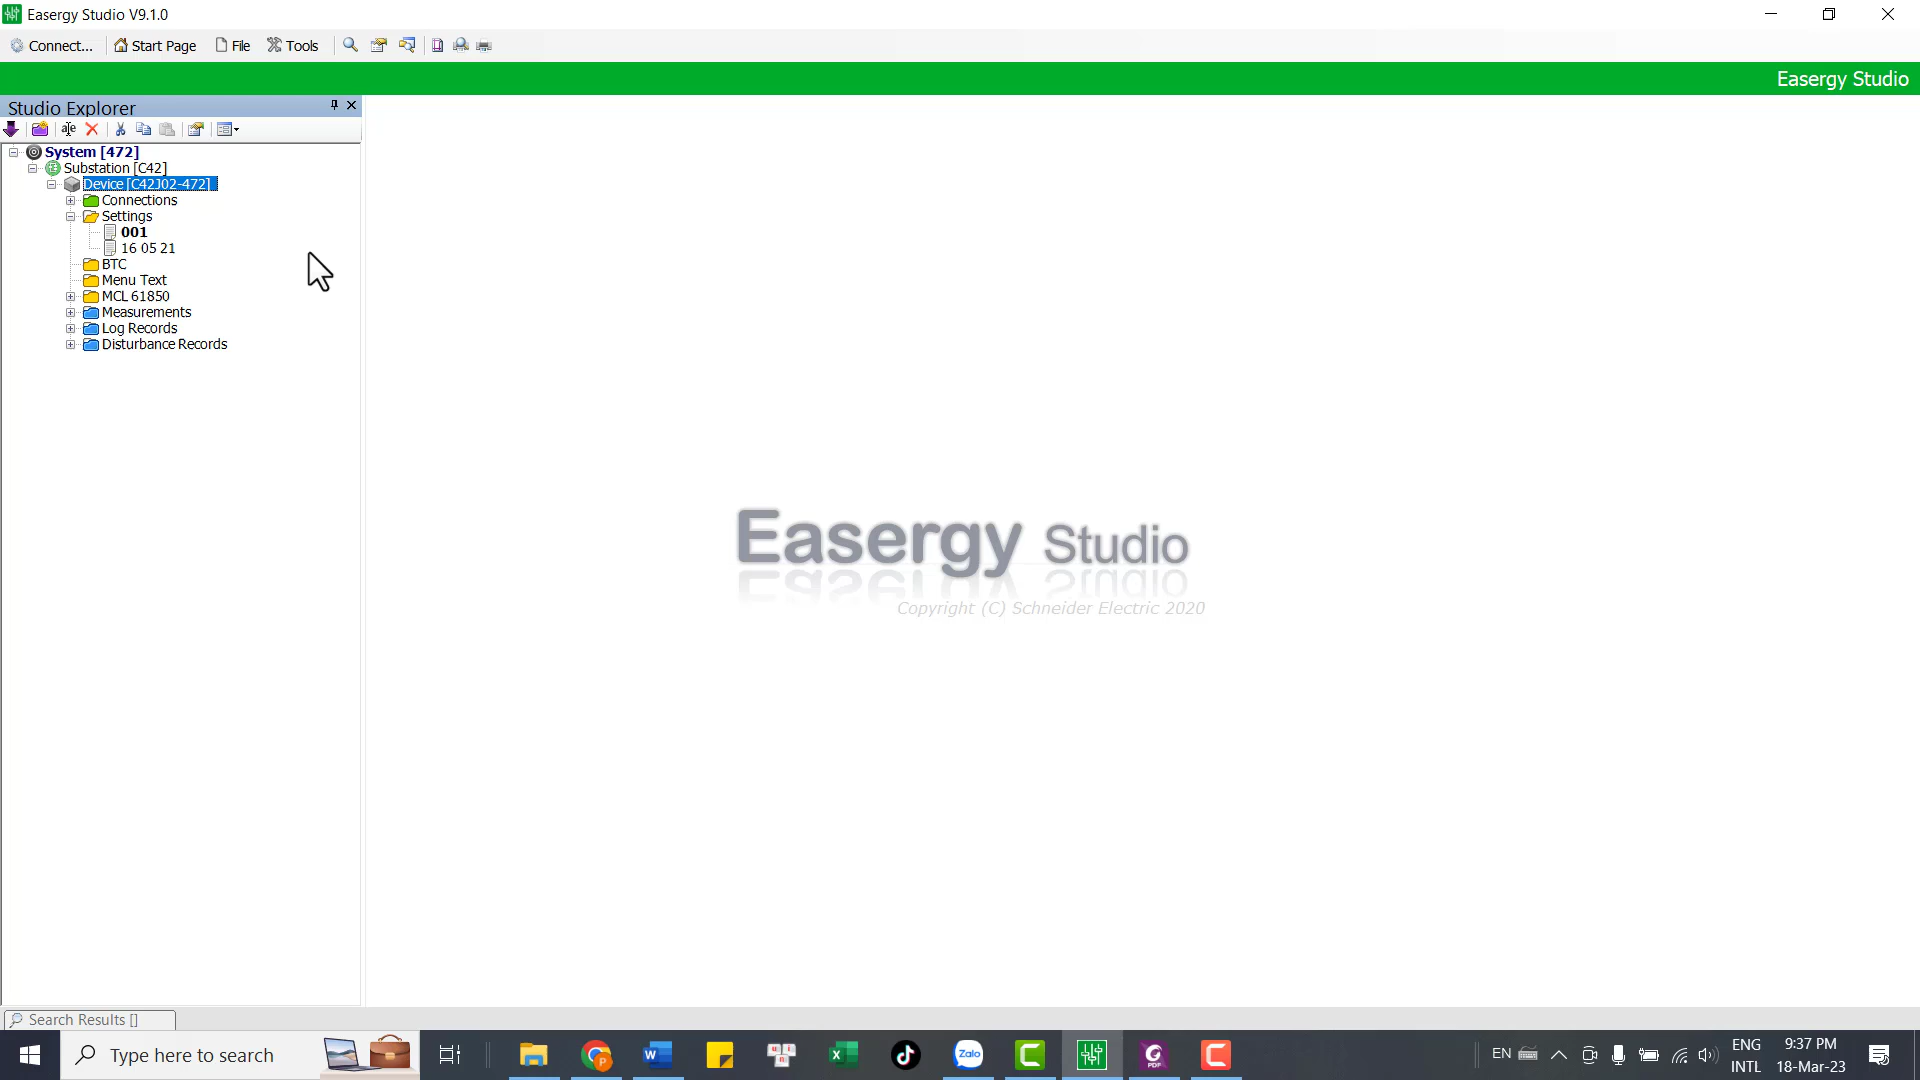 Easergy Studio V9.1.0
Connect... Start Page File Tools
Easergy Studio
Studio Explorer
System [472]
Substation [C42]
Device [C42J02-472]
Connections
Settings
001
16 05 21
BTC
Menu Text
MCL 61850
Measurements
Log Records
Disturbance Records
Easergy Studio
Copyright (C) Schneider Electric 2020
Search Results []
Type here to search
Zalo
PDF
EN
ENG
INTL
9:37 PM
18-Mar-23